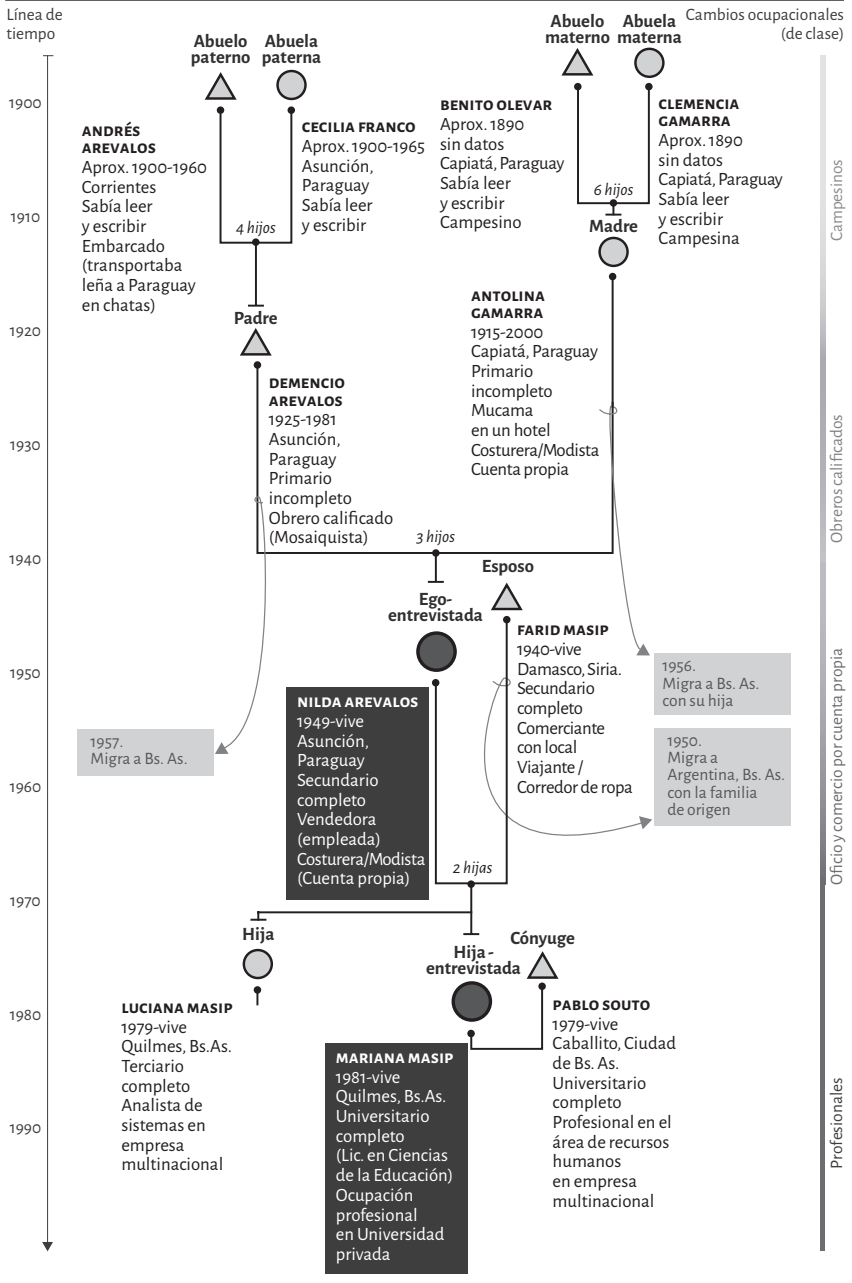 Línea de
tiempo
Cambios ocupacionales
(de clase)
Abuelo
paterno
Abuela
paterna
Abuelo
materno
Abuela
materna
1900
1910
1920
1930
1940
1950
1960
1970
1980
1990
ANDRÉS
AREVALOS
Aprox. 1900-1960
Corrientes
Sabía leer
y escribir
Embarcado
(transportaba
leña a Paraguay
en chatas)
CECILIA FRANCO
Aprox. 1900-1965
Asunción,
Paraguay
Sabía leer
y escribir
4 hijos
BENITO OLEVAR
Aprox. 1890
sin datos
Capiatá, Paraguay
Sabía leer
y escribir
Campesino
CLEMENCIA
GAMARRA
Aprox. 1890
sin datos
Capiatá, Paraguay
Sabía leer
y escribir
Campesina
6 hijos
Madre
ANTOLINA
GAMARRA
1915-2000
Capiatá, Paraguay
Primario
incompleto
Mucama
en un hotel
Costurera/Modista
Cuenta propia
Padre
DEMENCIO
AREVALOS
1925-1981
Asunción,
Paraguay
Primario
incompleto
Obrero calificado
(Mosaiquista)
3 hijos
Esposo
Ego-
entrevistada
FARID MASIP
1940-vive
Damasco, Siria.
Secundario
completo
Comerciante
con local
Viajante /
Corredor de ropa
1956.
Migra a Bs. As.
con su hija
1950.
Migra a
Argentina, Bs. As.
con la familia
de origen
1957.
Migra a Bs. As.
NILDA AREVALOS
1949-vive
Asunción,
Paraguay
Secundario
completo
Vendedora
(empleada)
Costurera/Modista
(Cuenta propia)
2 hijas
Hija
Hija -
entrevistada
Cónyuge
LUCIANA MASIP
1979-vive
Quilmes, Bs.As.
Terciario
completo
Analista de
sistemas en
empresa
multinacional
MARIANA MASIP
1981-vive
Quilmes, Bs.As.
Universitario
completo
(Lic. en Ciencias
de la Educación)
Ocupación
profesional
en Universidad
privada
PABLO SOUTO
1979-vive
Caballito, Ciudad
de Bs. As.
Universitario
completo
Profesional en el
área de recursos
humanos
en empresa
multinacional
Campesinos
Obreros calificados
Oficio y comercio por cuenta propia
Profesionales